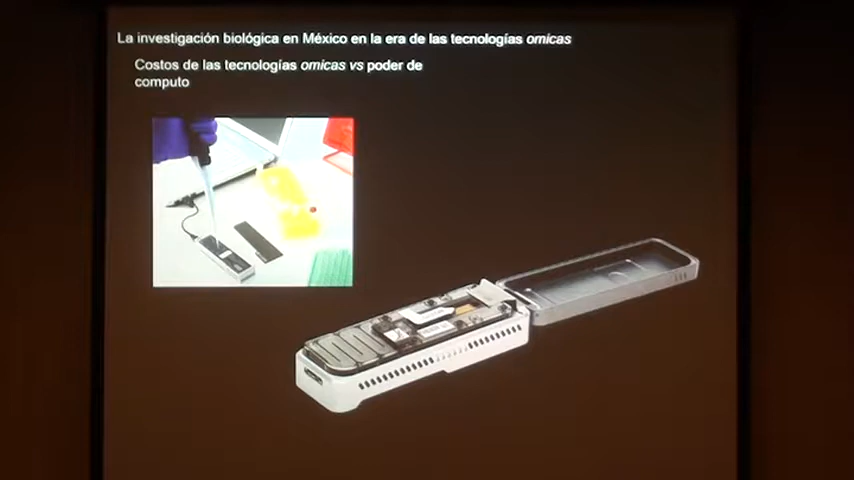 La investigación biológica en México en la era de las tecnologías omicas
Costos de las tecnologías omicas vs poder de
computo